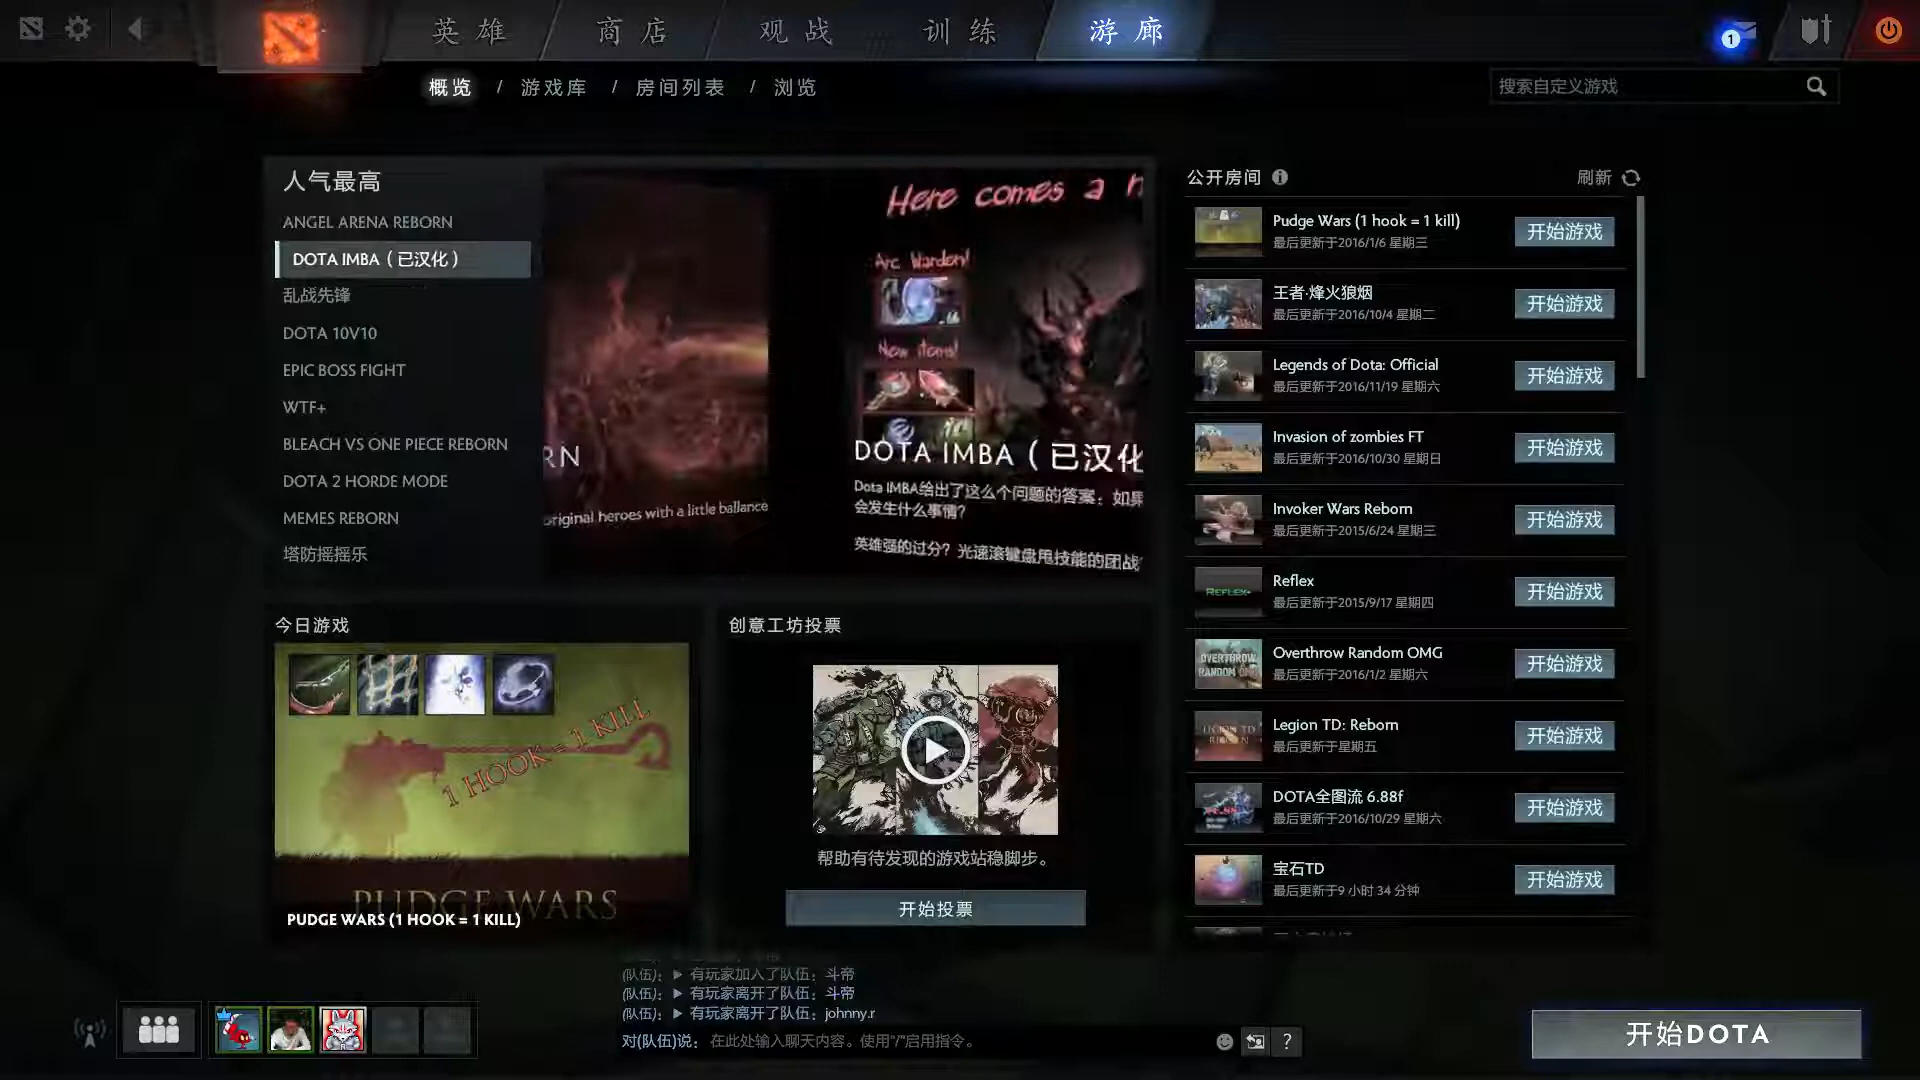 英雄
商店
观战
训练
游廊
1
概览 / 游戏库 / 房间列表 / 浏览
搜索自定义游戏
人气最高
ANGEL ARENA REBORN
DOTA IMBA（已汉化）
乱战先锋
DOTA 10V10
EPIC BOSS FIGHT
WTF+
BLEACH VS ONE PIECE REBORN
DOTA 2 HORDE MODE
MEMES REBORN
塔防摇摇乐
RN
original heroes with a little ballance
Here comes a
Arc Warden!
New items!
DOTA IMBA（已汉化
Dota IMBA给出了这么个问题的答案：如果
会发生什么事情？
英雄强的过分？光速滚键盘甩技能的团战
公开房间
刷新
Pudge Wars (1 hook = 1 kill)
最后更新于2016/1/6 星期三
开始游戏
王者·烽火狼烟
最后更新于2016/10/4 星期二
开始游戏
Legends of Dota: Official
最后更新于2016/11/19 星期六
开始游戏
Invasion of zombies FT
最后更新于2016/10/30 星期日
开始游戏
Invoker Wars Reborn
最后更新于2015/6/24 星期三
开始游戏
REFLEX
Reflex
最后更新于2015/9/17 星期四
开始游戏
OVERTHROW
RANDOM OMG
Overthrow Random OMG
最后更新于2016/1/2 星期六
开始游戏
LEGION TD
REBORN
Legion TD: Reborn
最后更新于星期五
开始游戏
DOTA全图流 6.88f
最后更新于2016/10/29 星期六
开始游戏
宝石TD
最后更新于9 小时 34 分钟
开始游戏
今日游戏
1 HOOK = 1 KILL
PUDGE WARS
PUDGE WARS (1 HOOK = 1 KILL)
创意工坊投票
帮助有待发现的游戏站稳脚步。
开始投票
(队伍)：▶ 有玩家加入了队伍：斗帝
(队伍)：▶ 有玩家离开了队伍：斗帝
(队伍)：▶ 有玩家离开了队伍：johnny.r
对(队伍)说：在此处输入聊天内容。使用"/"启用指令。
?
开始DOTA